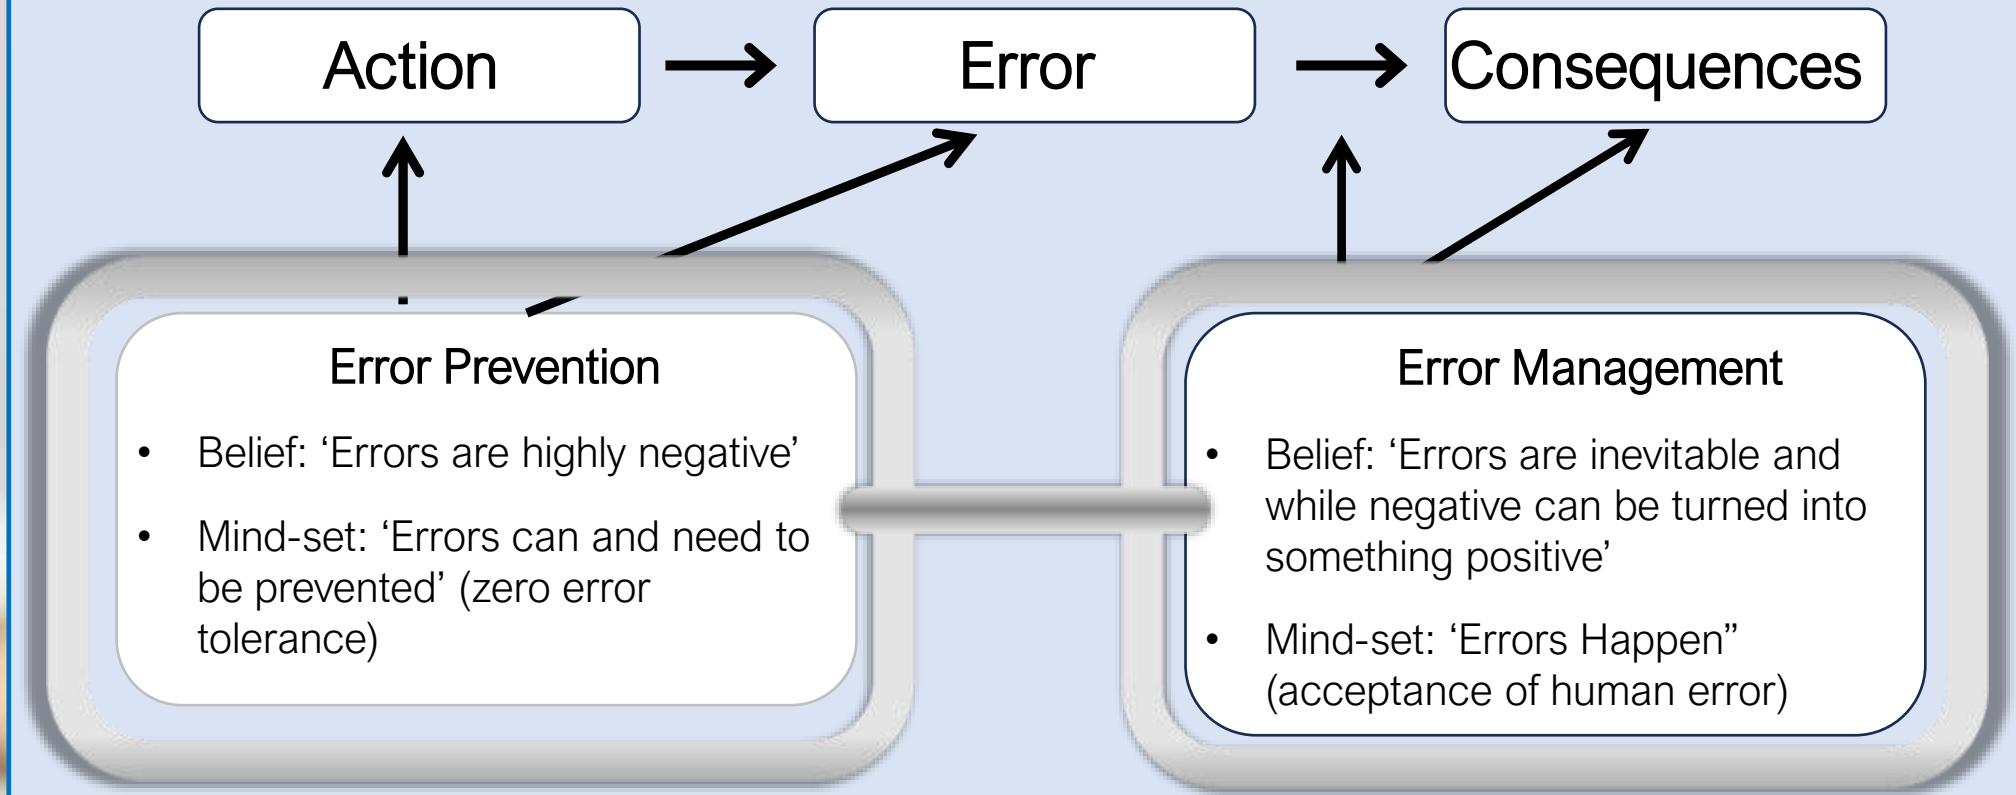 Action
Error
Consequences
Error Prevention
• Belief: ‘Errors are highly negative’
• Mind-set: ‘Errors can and need to
be prevented’ (zero error
tolerance)
Error Management
• Belief: ‘Errors are inevitable and
while negative can be turned into
something positive’
• Mind-set: ‘Errors Happen”
(acceptance of human error)